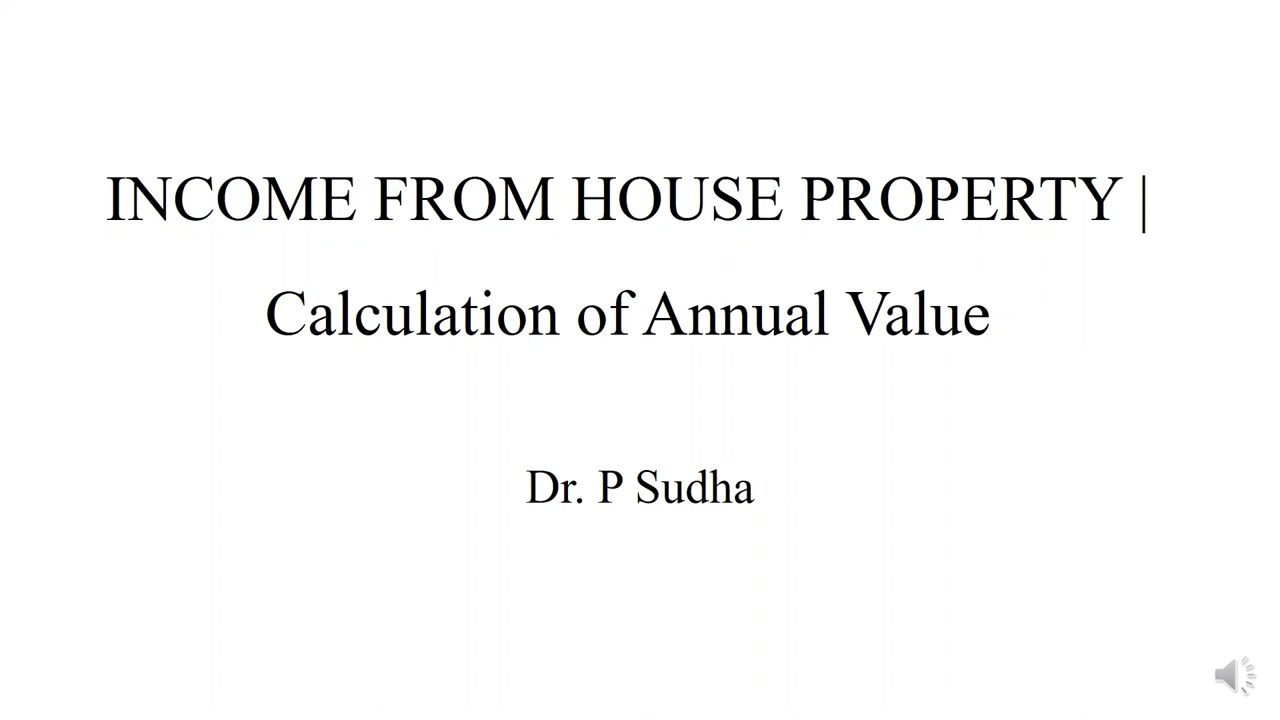 INCOME FROM HOUSE PROPERTY |
Calculation of Annual Value
Dr. P Sudha